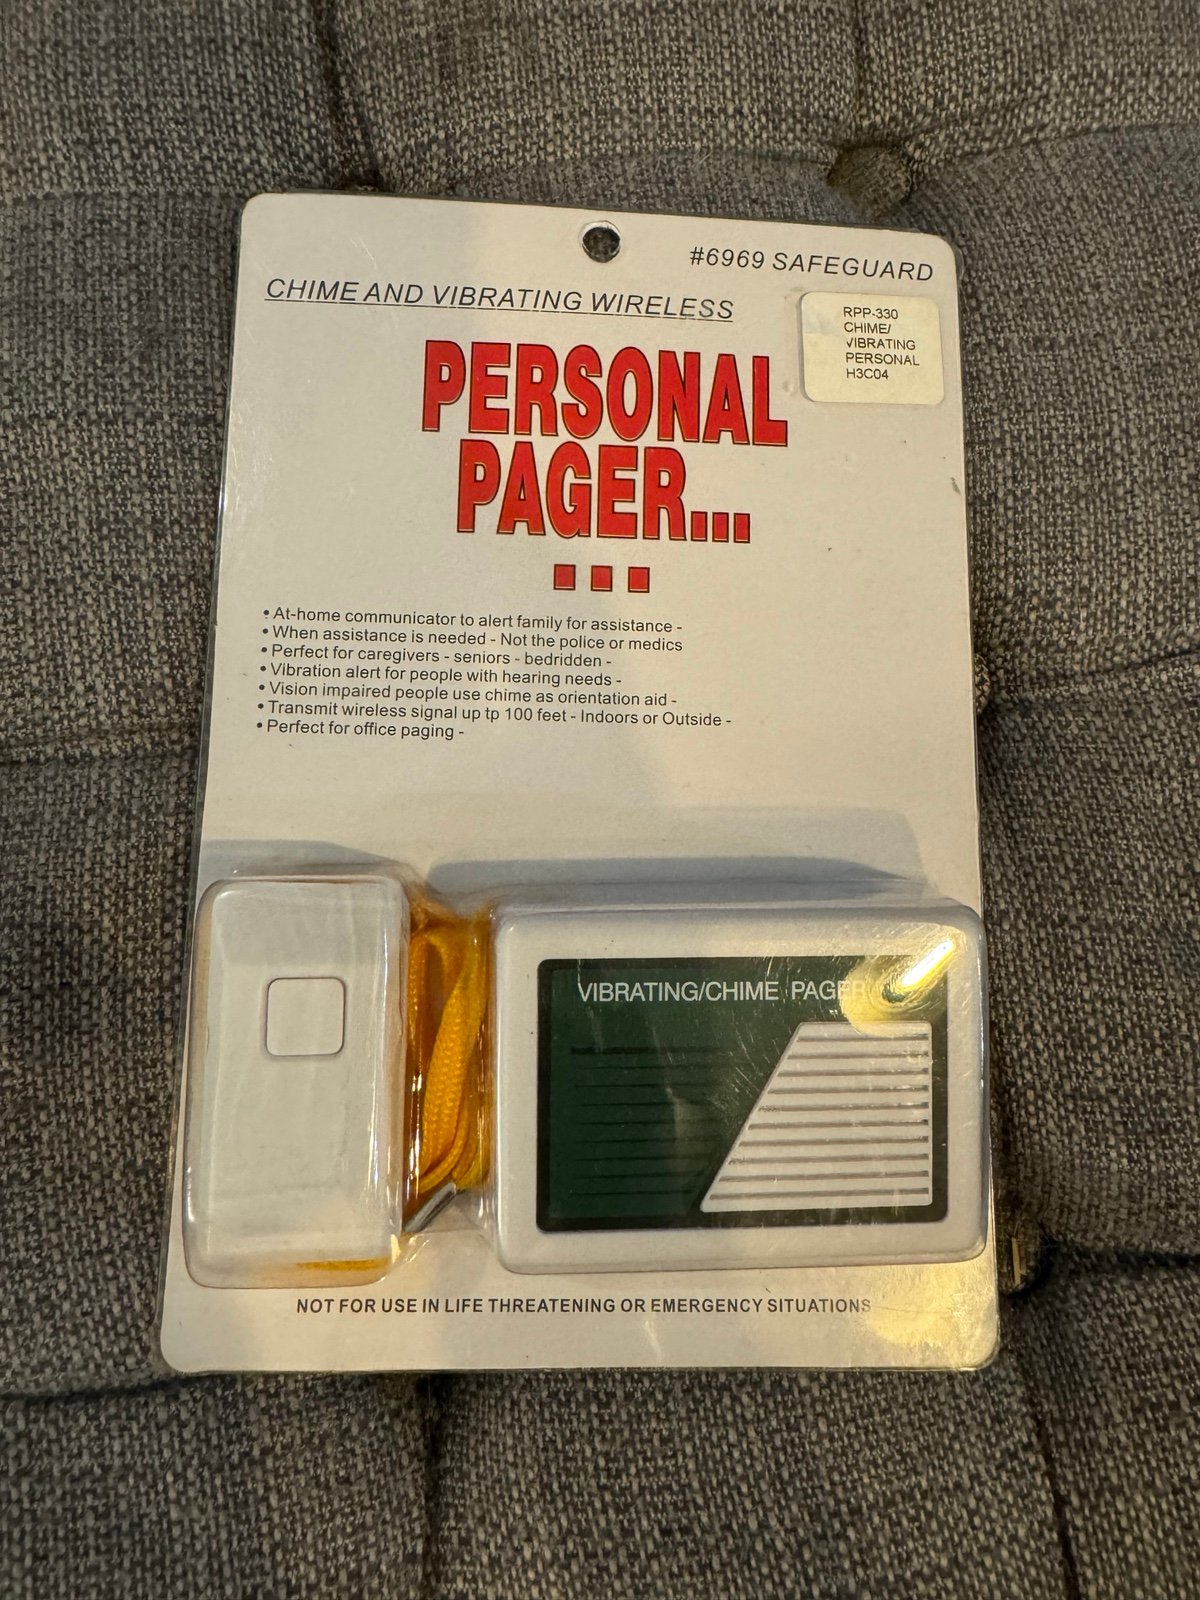 #6969 SAFEGUARD
CHIME AND VIBRATING WIRELESS
RPP-330
CHIME/
VIBRATING
PERSONAL
H3C04
PERSONAL
PAGER...
• At-home communicator to alert family for assistance -
• When assistance is needed - Not the police or medics
• Perfect for caregivers - seniors - bedridden -
• Vibration alert for people with hearing needs -
• Vision impaired people use chime as orientation aid -
• Transmit wireless signal up tp 100 feet - Indoors or Outside -
• Perfect for office paging -
VIBRATING/CHIME PAGER
NOT FOR USE IN LIFE THREATENING OR EMERGENCY SITUATIONS